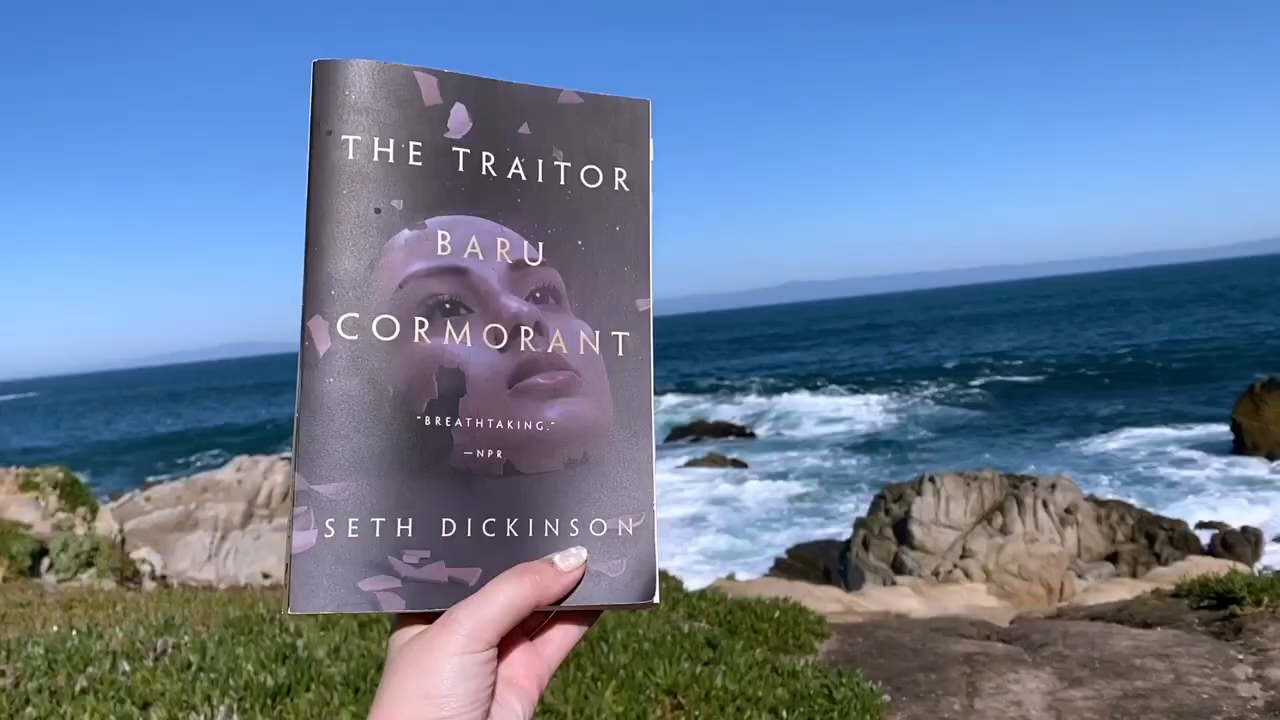 THE TRAITOR
BARU
CORMORANT
"BREATHTAKING."
—NPR
SETH DICKINSON